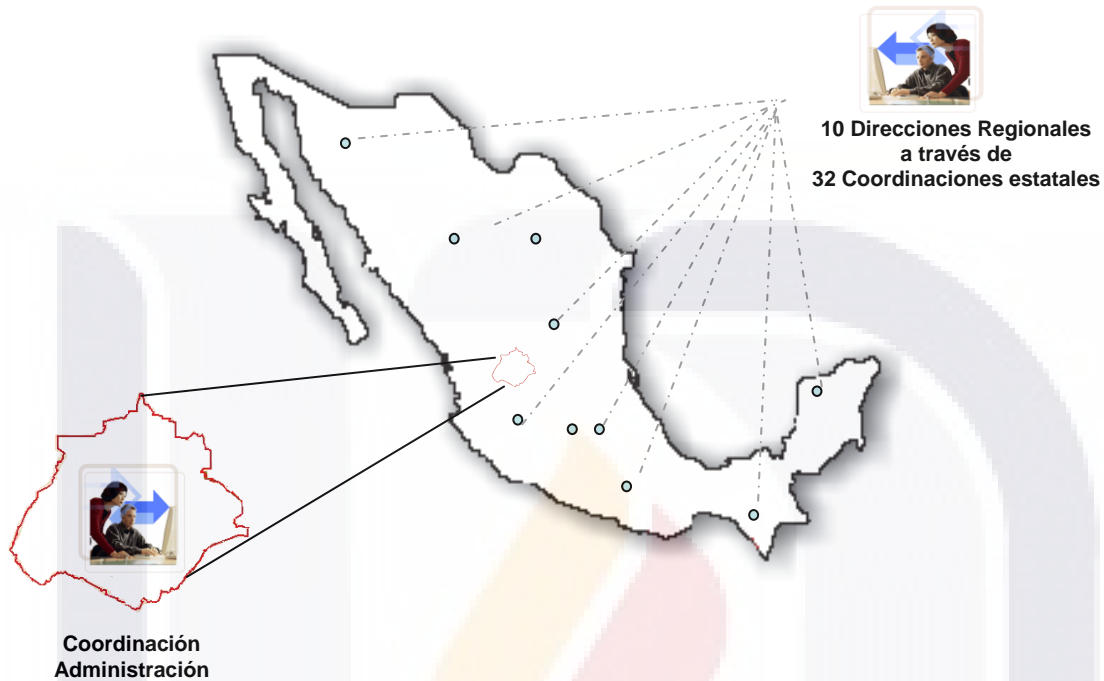 10 Direcciones Regionales
a través de
32 Coordinaciones estatales
Coordinación
Administración